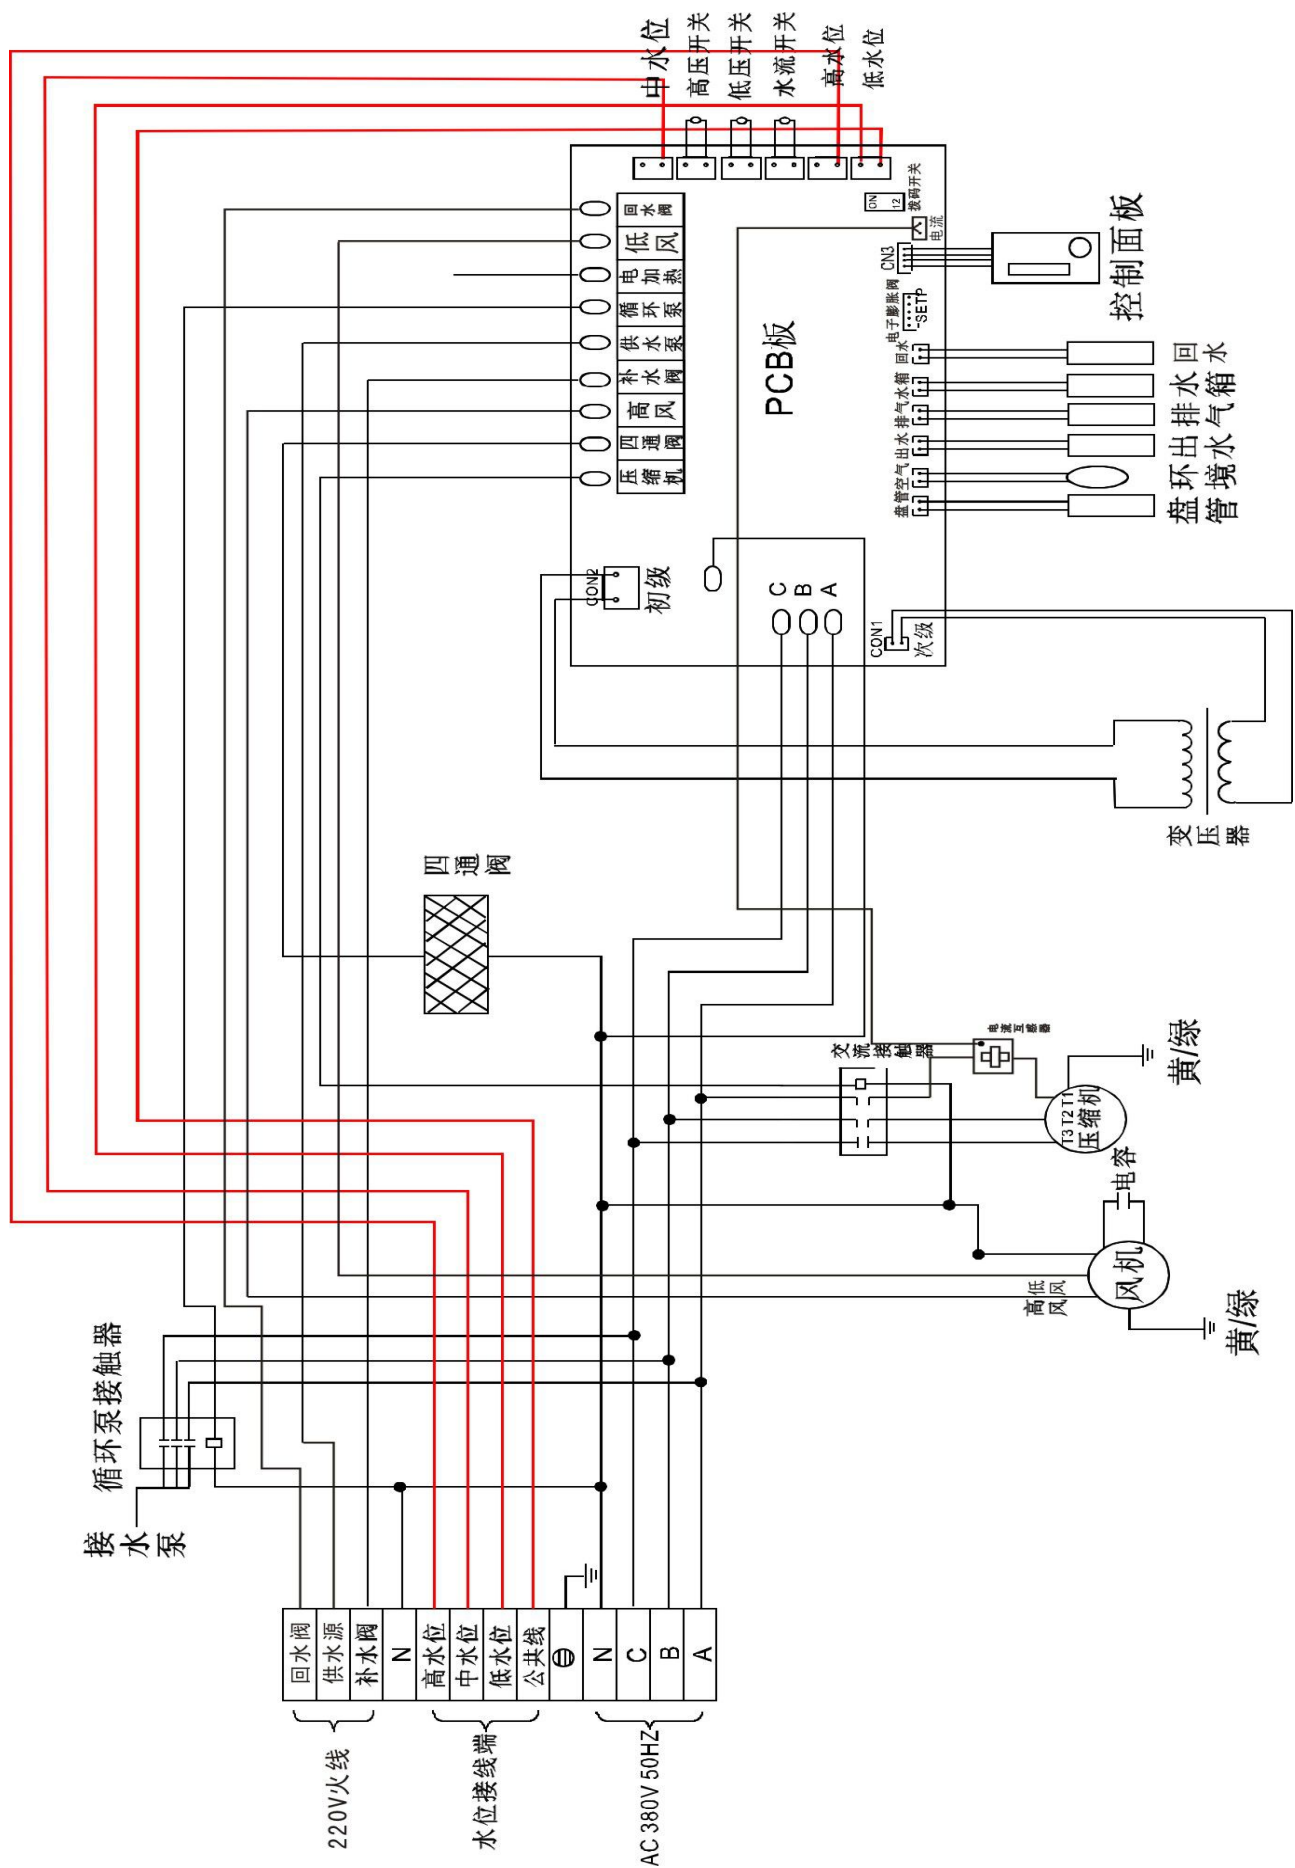 中水位
高压开关
低压开关
水流开关
高水位
低水位
回水阀
低风
电加热
循环泵
供水泵
补水阀
高风
四通阀
压缩机
ON
12
拨码开关
电流
CN3
控制面板
电子膨胀阀
-SETP
PCB板
回水
水箱
排气
出水
空气
盘管
回水
水箱
排气
出水
环境
盘管
CON2
初级
C
B
A
CON1
次级
变压器
四通阀
交流接触器
电流互感器
T3T2T1
压缩机
黄/绿
电容
风机
高风
低风
黄/绿
循环泵接触器
接水泵
回水阀
供水源
补水阀
N
高水位
中水位
低水位
公共线
N
C
B
A
220V火线
水位接线端
AC 380V 50HZ